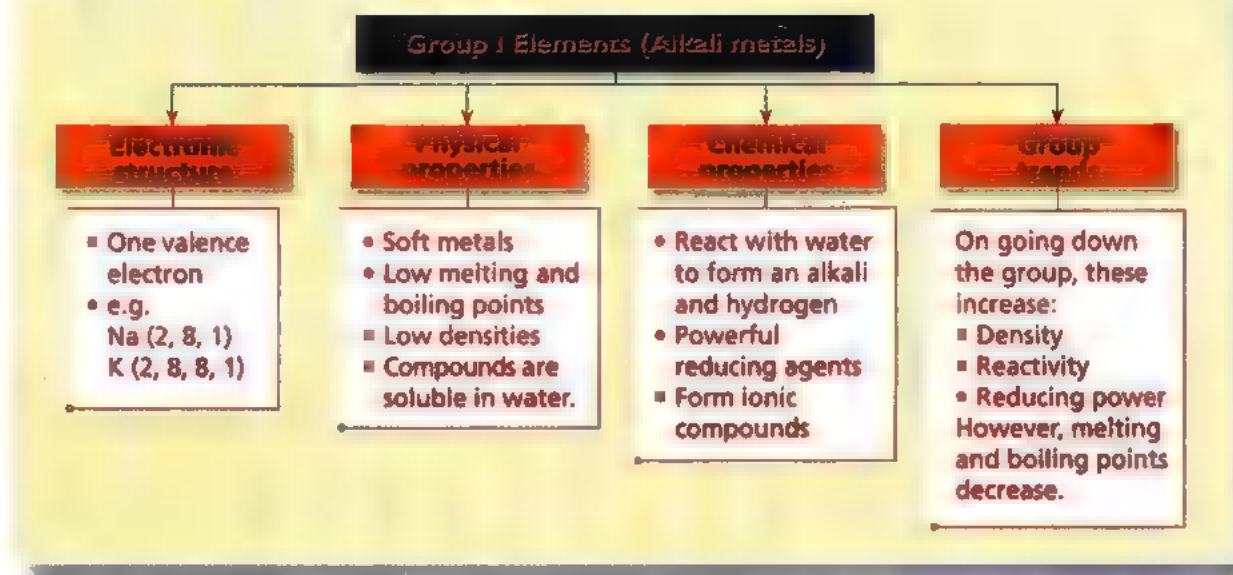 Group I Elements (Alkali metals)
Electronic
structure
Physical
properties
Chemical
properties
Group
trends
▪ One valence
electron
• e.g.
Na (2, 8, 1)
K (2, 8, 8, 1)
• Soft metals
• Low melting and
boiling points
▪ Low densities
▪ Compounds are
soluble in water.
• React with water
to form an alkali
and hydrogen
• Powerful
reducing agents
▪ Form ionic
compounds
On going down
the group, these
increase:
▪ Density
▪ Reactivity
• Reducing power
However, melting
and boiling points
decrease.